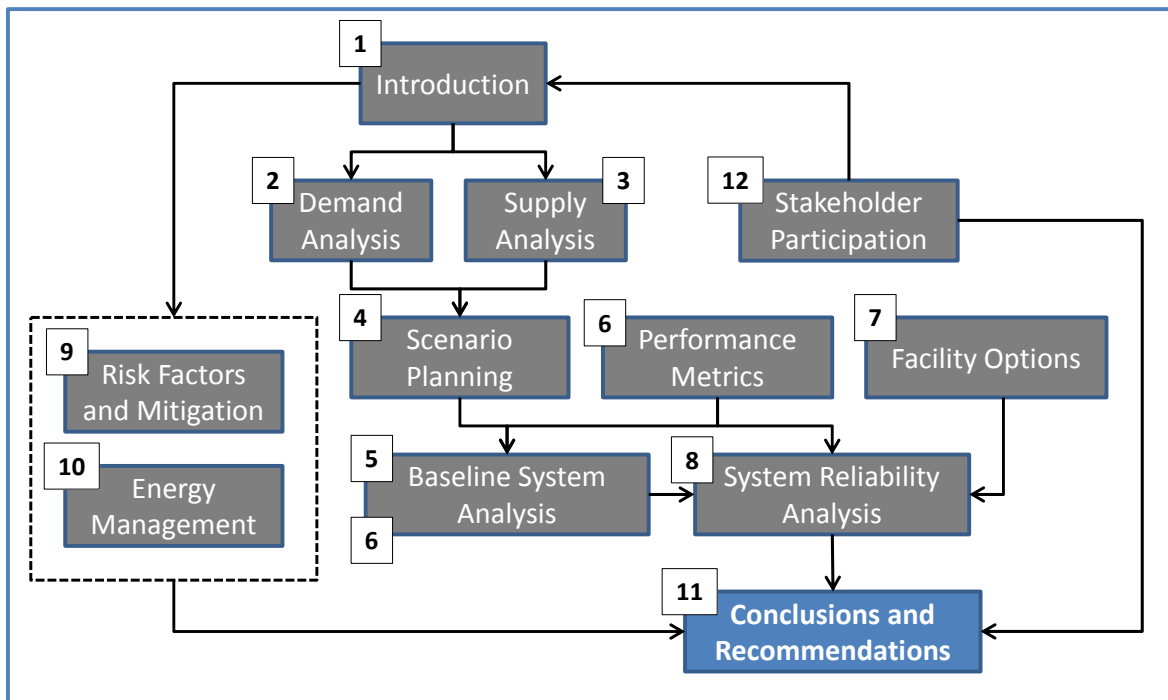 1
Introduction
2
Demand
Analysis
3
Supply
Analysis
12
Stakeholder
Participation
4
Scenario
Planning
6
Performance
Metrics
7
Facility Options
9
Risk Factors
and Mitigation
10
Energy
Management
5
Baseline System
Analysis
6
8
System Reliability
Analysis
11
Conclusions and
Recommendations